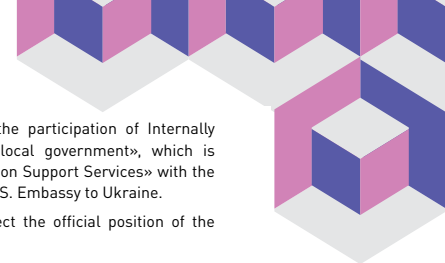 the participation of Internally
local government», which is
on Support Services» with the
S. Embassy to Ukraine.
ect the official position of the